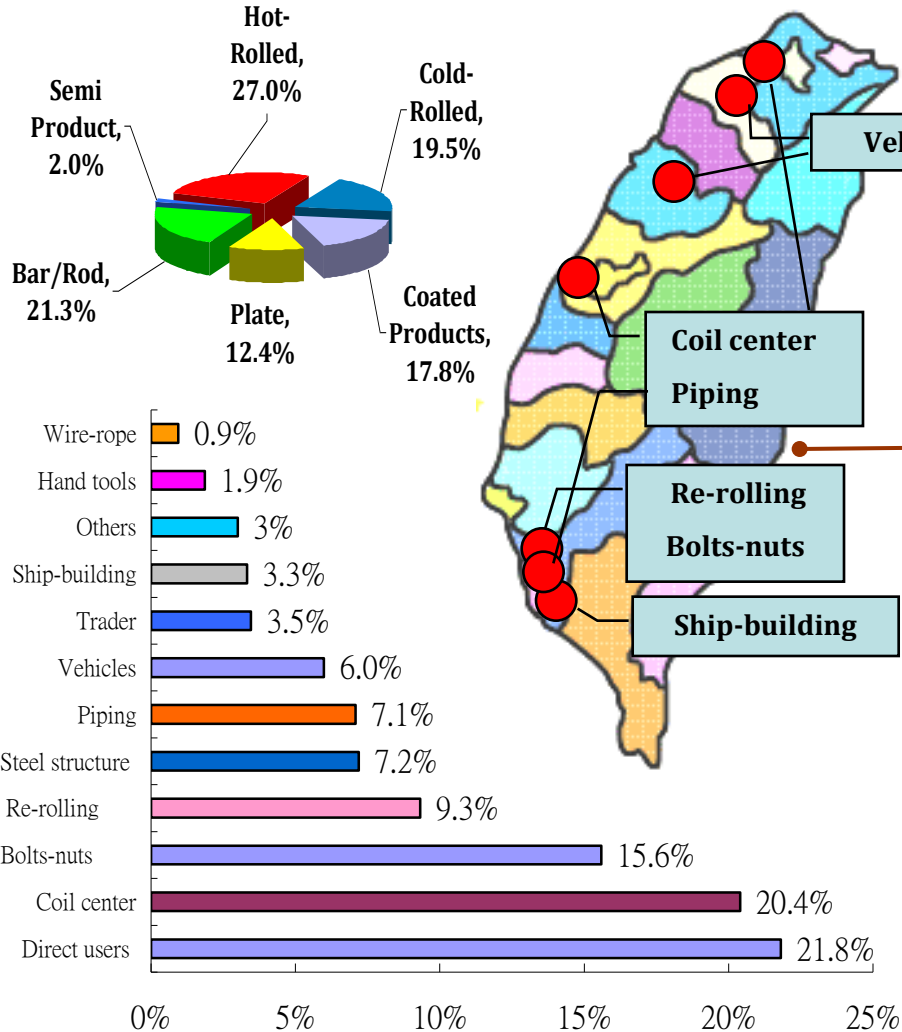 Hot-
Rolled,
27.0%
Cold-
Rolled,
19.5%
Semi
Product,
2.0%
Bar/Rod,
21.3%
Plate,
12.4%
Coated
Products,
17.8%
Vel
Coil center
Piping
Re-rolling
Bolts-nuts
Ship-building
Wire-rope 0.9%
Hand tools 1.9%
Others 3%
Ship-building 3.3%
Trader 3.5%
Vehicles 6.0%
Piping 7.1%
Steel structure 7.2%
Re-rolling 9.3%
Bolts-nuts 15.6%
Coil center 20.4%
Direct users 21.8%
0% 5% 10% 15% 20% 25%